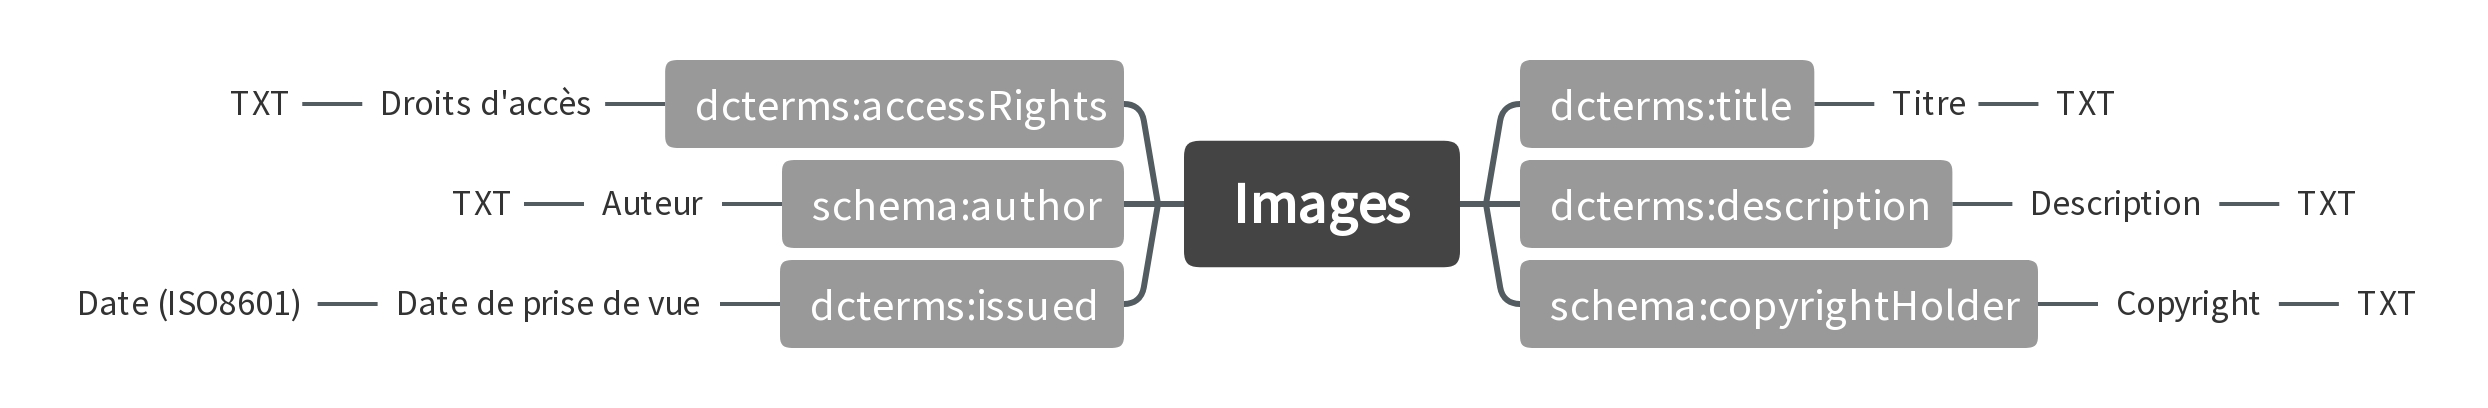 TXT Droits d'accès dcterms:accessRights dcterms:title Titre TXT
TXT Auteur schema:author Images dcterms:description Description TXT
Date (ISO8601) Date de prise de vue dcterms:issued schema:copyrightHolder Copyright TXT